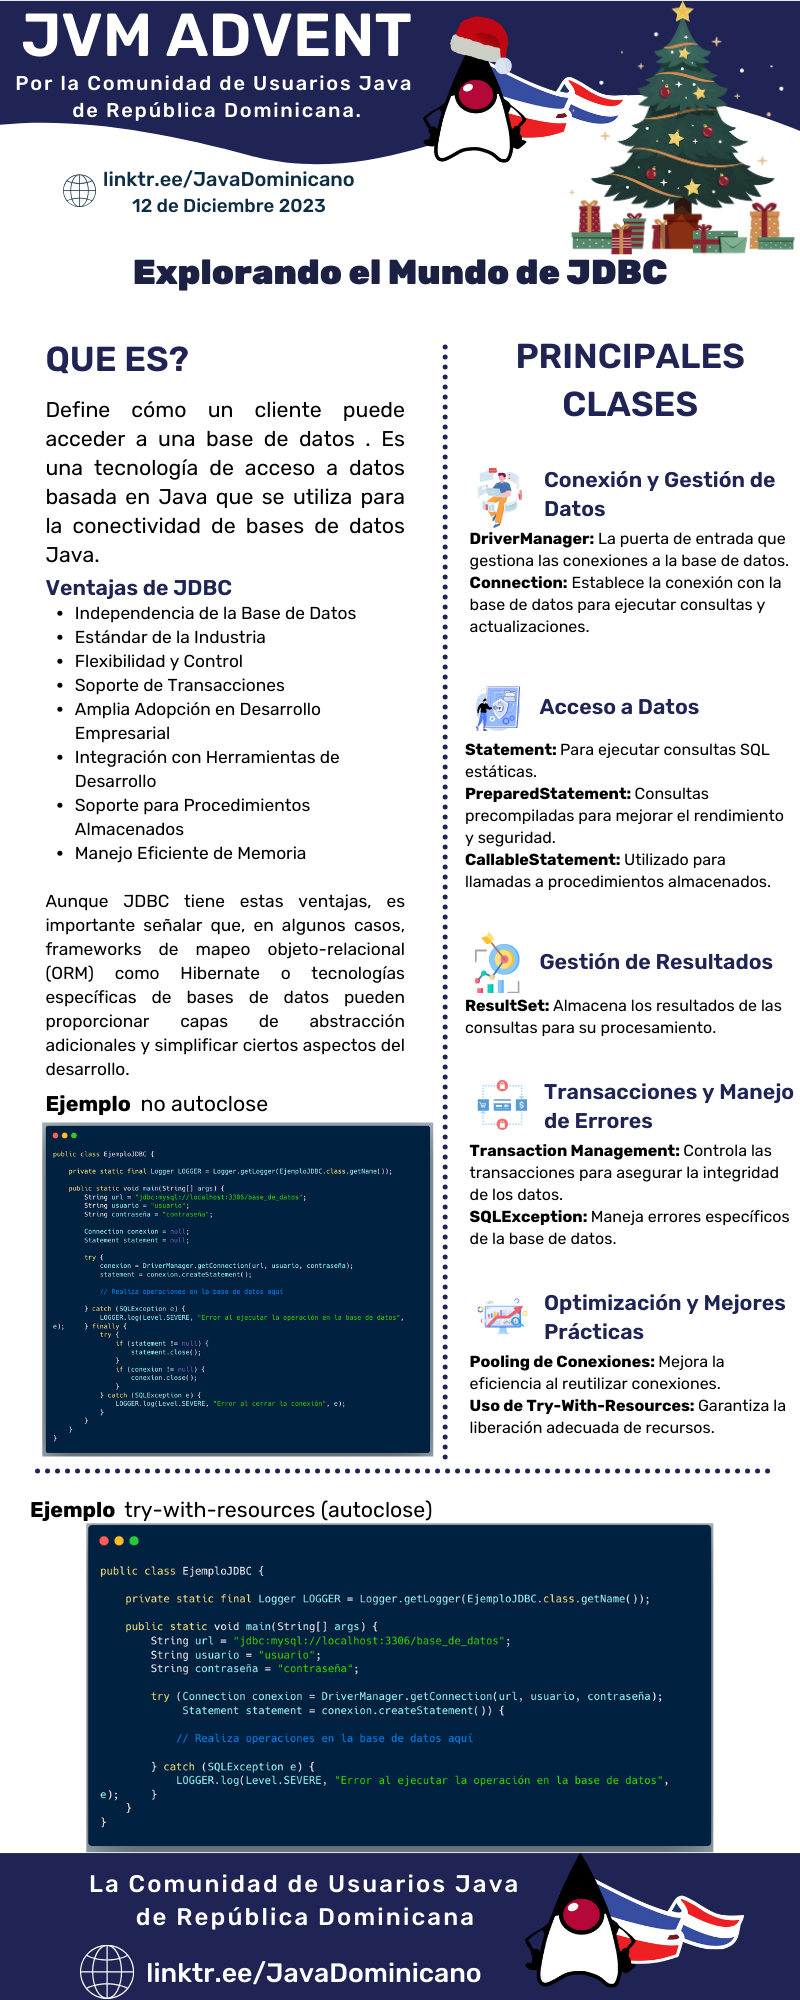 JVM ADVENT
Por la Comunidad de Usuarios Java
de República Dominicana.
linktr.ee/JavaDominicano
12 de Diciembre 2023
Explorando el Mundo de JDBC
QUE ES?
Define cómo un cliente puede
acceder a una base de datos . Es
una tecnología de acceso a datos
basada en Java que se utiliza para
la conectividad de bases de datos
Java.
Ventajas de JDBC
• Independencia de la Base de Datos
• Estándar de la Industria
• Flexibilidad y Control
• Soporte de Transacciones
• Amplia Adopción en Desarrollo
Empresarial
• Integración con Herramientas de
Desarrollo
• Soporte para Procedimientos
Almacenados
• Manejo Eficiente de Memoria
Aunque JDBC tiene estas ventajas, es
importante señalar que, en algunos casos,
frameworks de mapeo objeto-relacional
(ORM) como Hibernate o tecnologías
específicas de bases de datos pueden
proporcionar capas de abstracción
adicionales y simplificar ciertos aspectos del
desarrollo.
Ejemplo no autoclose
public class EjemploJDBC {
private static final Logger LOGGER = Logger.getLogger(EjemploJDBC.class.getName());
public static void main(String[] args) {
String url = "jdbc:mysql://localhost:3306/base_de_datos";
String usuario = "usuario";
String contraseña = "contraseña";
Connection conexion = null;
Statement statement = null;
try {
conexion = DriverManager.getConnection(url, usuario, contraseña);
statement = conexion.createStatement();
// Realiza operaciones en la base de datos aquí
} catch (SQLException e) {
LOGGER.log(Level.SEVERE, "Error al ejecutar la operación en la base de datos",
e); } finally {
try {
if (statement != null) {
statement.close();
}
if (conexion != null) {
conexion.close();
}
} catch (SQLException e) {
LOGGER.log(Level.SEVERE, "Error al cerrar la conexión", e);
}
}
}
}
PRINCIPALES
CLASES
Conexión y Gestión de
Datos
DriverManager: La puerta de entrada que
gestiona las conexiones a la base de datos.
Connection: Establece la conexión con la
base de datos para ejecutar consultas y
actualizaciones.
Acceso a Datos
Statement: Para ejecutar consultas SQL
estáticas.
PreparedStatement: Consultas
precompiladas para mejorar el rendimiento
y seguridad.
CallableStatement: Utilizado para
llamadas a procedimientos almacenados.
Gestión de Resultados
ResultSet: Almacena los resultados de las
consultas para su procesamiento.
Transacciones y Manejo
de Errores
Transaction Management: Controla las
transacciones para asegurar la integridad
de los datos.
SQLException: Maneja errores específicos
de la base de datos.
Optimización y Mejores
Prácticas
Pooling de Conexiones: Mejora la
eficiencia al reutilizar conexiones.
Uso de Try-With-Resources: Garantiza la
liberación adecuada de recursos.
Ejemplo try-with-resources (autoclose)
public class EjemploJDBC {
private static final Logger LOGGER = Logger.getLogger(EjemploJDBC.class.getName());
public static void main(String[] args) {
String url = "jdbc:mysql://localhost:3306/base_de_datos";
String usuario = "usuario";
String contraseña = "contraseña";
try (Connection conexion = DriverManager.getConnection(url, usuario, contraseña);
Statement statement = conexion.createStatement()) {
// Realiza operaciones en la base de datos aquí
} catch (SQLException e) {
LOGGER.log(Level.SEVERE, "Error al ejecutar la operación en la base de datos",
e); }
}
}
La Comunidad de Usuarios Java
de República Dominicana
linktr.ee/JavaDominicano